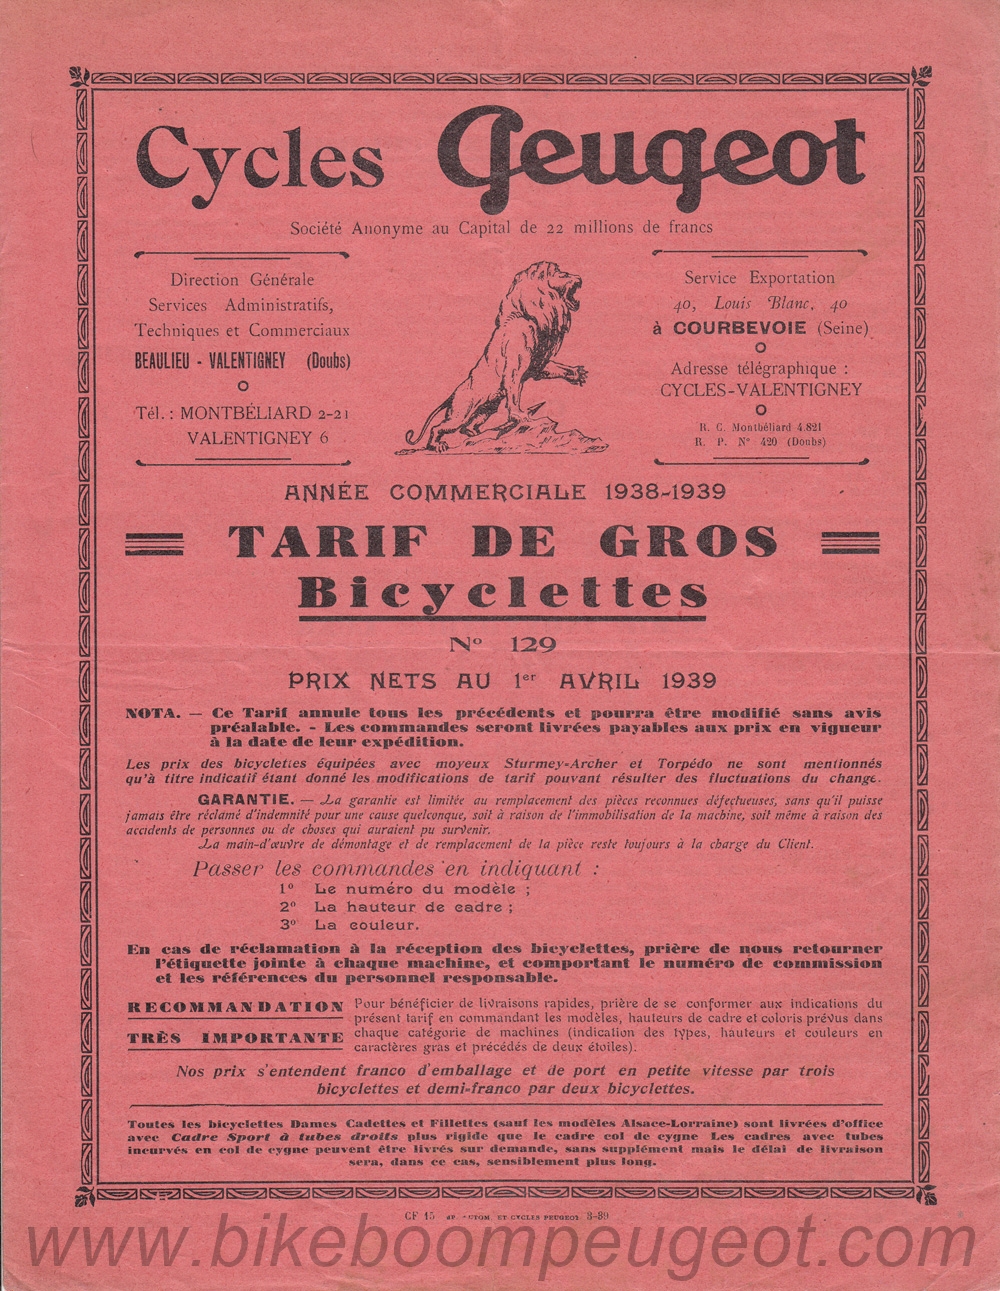 Cycles Peugeot
Société Anonyme au Capital de 22 millions de francs
Direction Générale
Services Administratifs,
Techniques et Commerciaux
BEAULIEU - VALENTIGNEY (Doubs)
Tél. : MONTBÉLIARD 2-21
VALENTIGNEY 6
Service Exportation
40, Louis Blanc, 40
à COURBEVOIE (Seine)
Adresse télégraphique :
CYCLES-VALENTIGNEY
R. C. Montbéliard 4.821
R. P. N° 420 (Doubs)
ANNÉE COMMERCIALE 1938-1939
TARIF DE GROS
Bicyclettes
N° 129
PRIX NETS AU 1er AVRIL 1939
NOTA. — Ce Tarif annule tous les précédents et pourra être modifié sans avis
préalable. - Les commandes seront livrées payables aux prix en vigueur
à la date de leur expédition.
Les prix des bicyclettes équipées avec moyeux Sturmey-Archer et Torpédo ne sont mentionnés
qu'à titre indicatif étant donné les modifications de tarif pouvant résulter des fluctuations du change.
GARANTIE. — La garantie est limitée au remplacement des pièces reconnues défectueuses, sans qu'il puisse
jamais être réclamé d'indemnité pour une cause quelconque, soit à raison de l'immobilisation de la machine, soit même à raison des
accidents de personnes ou de choses qui auraient pu survenir.
La main-d'œuvre de démontage et de remplacement de la pièce reste toujours à la charge du Client.
Passer les commandes en indiquant :
1° Le numéro du modèle ;
2° La hauteur de cadre ;
3° La couleur.
En cas de réclamation à la réception des bicyclettes, prière de nous retourner
l'étiquette jointe à chaque machine, et comportant le numéro de commission
et les références du personnel responsable.
RECOMMANDATION
TRÈS IMPORTANTE
Pour bénéficier de livraisons rapides, prière de se conformer aux indications du
présent tarif en commandant les modèles, hauteurs de cadre et coloris prévus dans
chaque catégorie de machines (indication des types, hauteurs et couleurs en
caractères gras et précédés de deux étoiles).
Nos prix s'entendent franco d'emballage et de port en petite vitesse par trois
bicyclettes et demi-franco par deux bicyclettes.
Toutes les bicyclettes Dames Cadettes et Fillettes (sauf les modèles Alsace-Lorraine) sont livrées d'office
avec Cadre Sport à tubes droits plus rigide que le cadre col de cygne Les cadres avec tubes
incurvés en col de cygne peuvent être livrés sur demande, sans supplément mais le délai de livraison
sera, dans ce cas, sensiblement plus long.
CF 15 ET CYCLES PEUGEOT 3-39
www.bikeboompeugeot.com